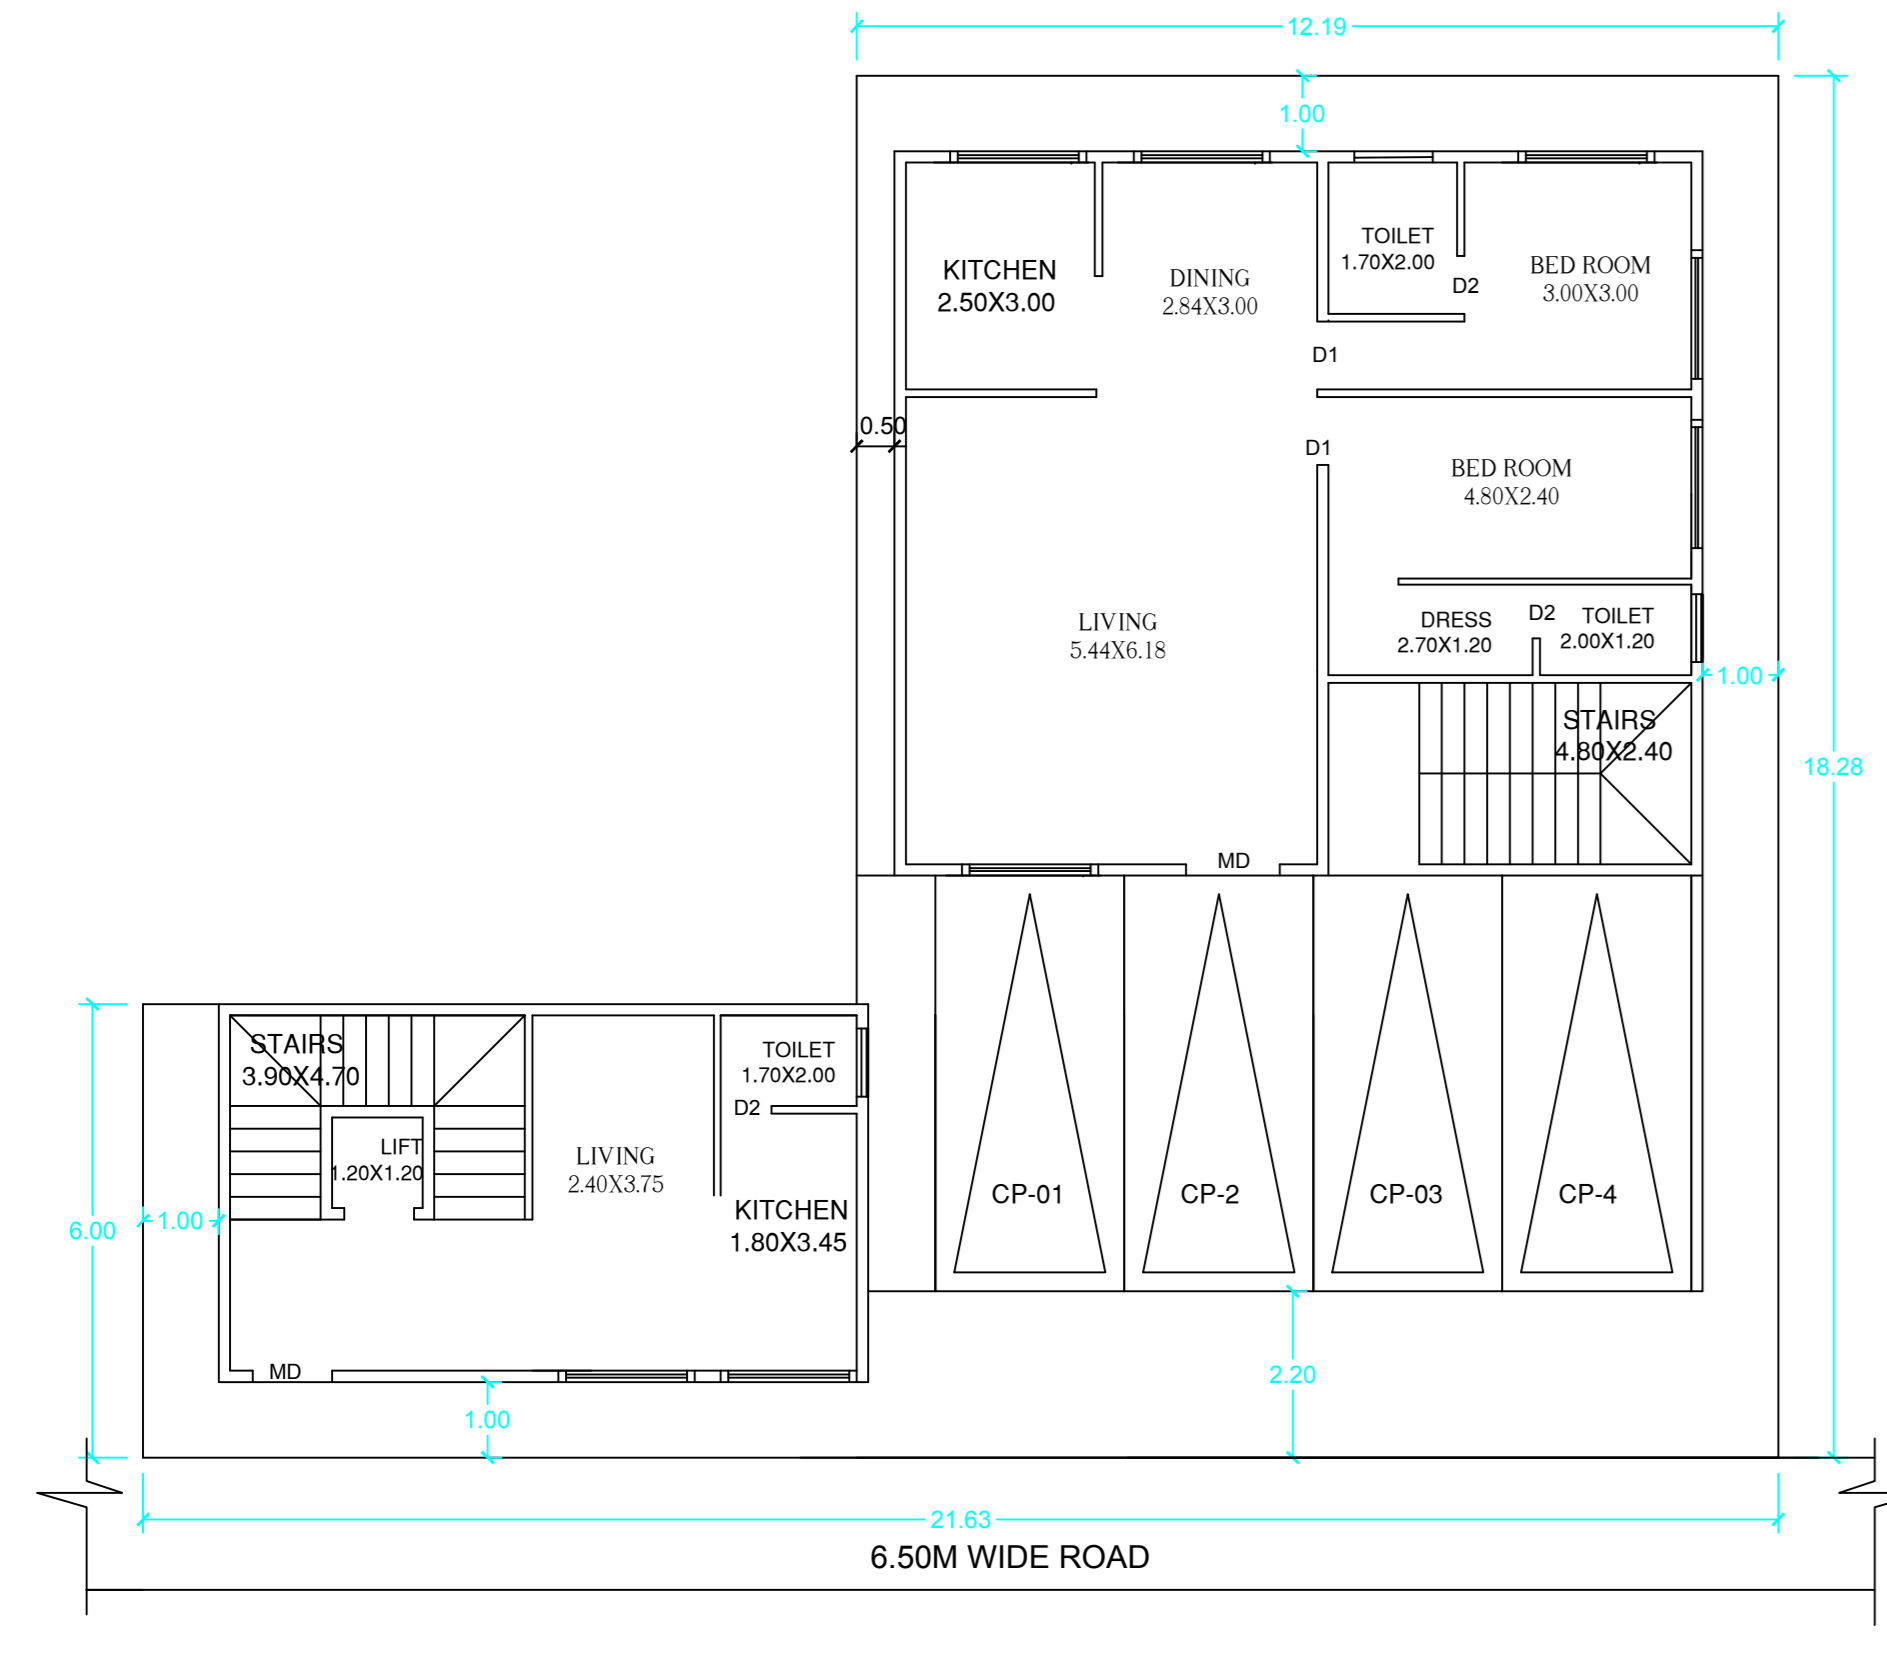 12.19
1.00
KITCHEN
2.50X3.00
DINING
2.84X3.00
TOILET
1.70X2.00
D2
BED ROOM
3.00X3.00
D1
0.50
D1
BED ROOM
4.80X2.40
LIVING
5.44X6.18
DRESS
2.70X1.20
D2
TOILET
2.00X1.20
1.00
STAIRS
4.80X2.40
18.28
MD
STAIRS
3.90X4.70
LIFT
1.20X1.20
LIVING
2.40X3.75
TOILET
1.70X2.00
D2
KITCHEN
1.80X3.45
CP-01
CP-2
CP-03
CP-4
6.00
1.00
MD
1.00
2.20
21.63
6.50M WIDE ROAD